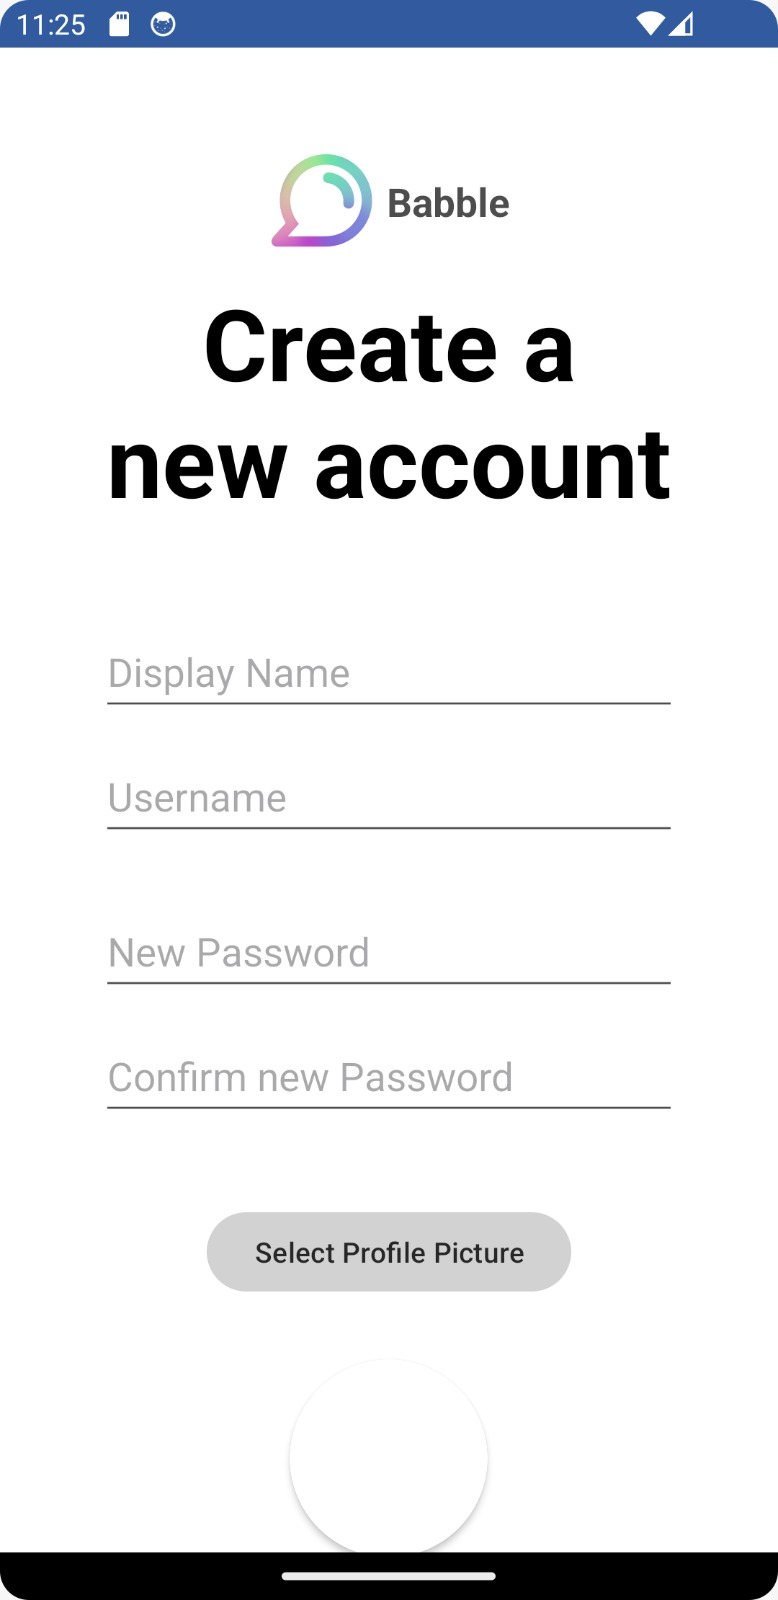 11:25
Babble
Create a
new account
Display Name
Username
New Password
Confirm new Password
Select Profile Picture